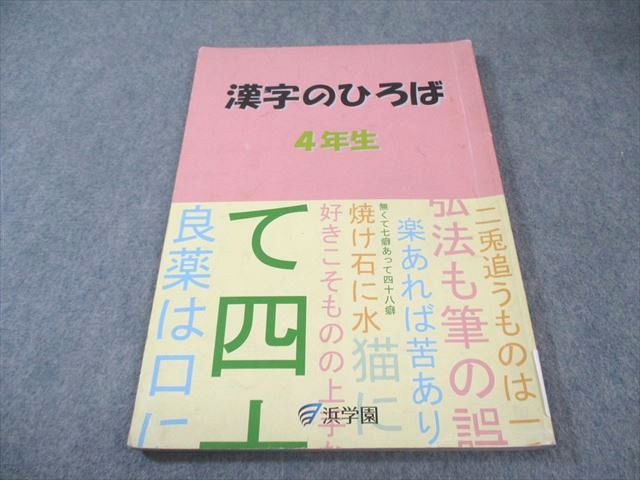 漢字のひろば
4年生
二兎追うものは一
弘法も筆の誤
楽あれば苦あり
無くて七癖あって四十八癖
焼け石に水
猫に
好きこそものの上手な
て四十
良薬は口に
浜学園